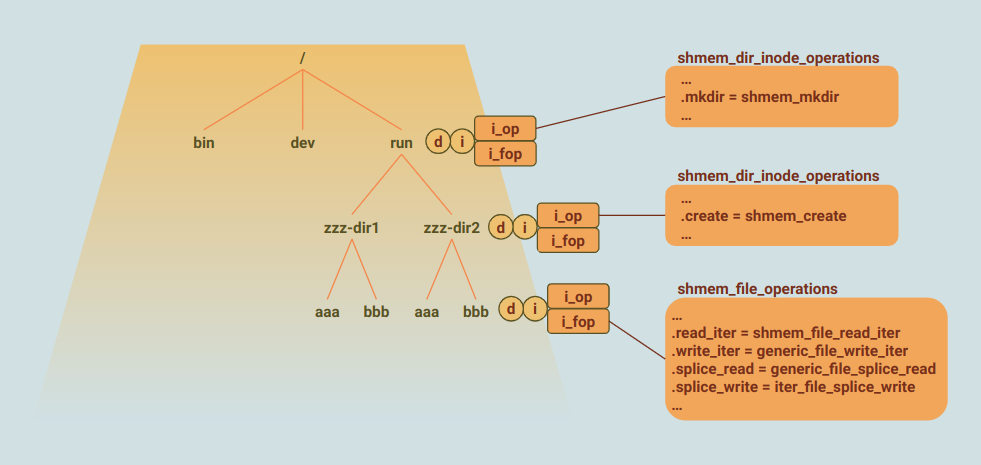 /
bin dev run d i i_op
i_fop
shmem_dir_inode_operations
...
.mkdir = shmem_mkdir
...
zzz-dir1 zzz-dir2 d i i_op
i_fop
shmem_dir_inode_operations
...
.create = shmem_create
...
aaa bbb aaa bbb d i i_op
i_fop
shmem_file_operations
...
.read_iter = shmem_file_read_iter
.write_iter = generic_file_write_iter
.splice_read = generic_file_splice_read
.splice_write = iter_file_splice_write
...